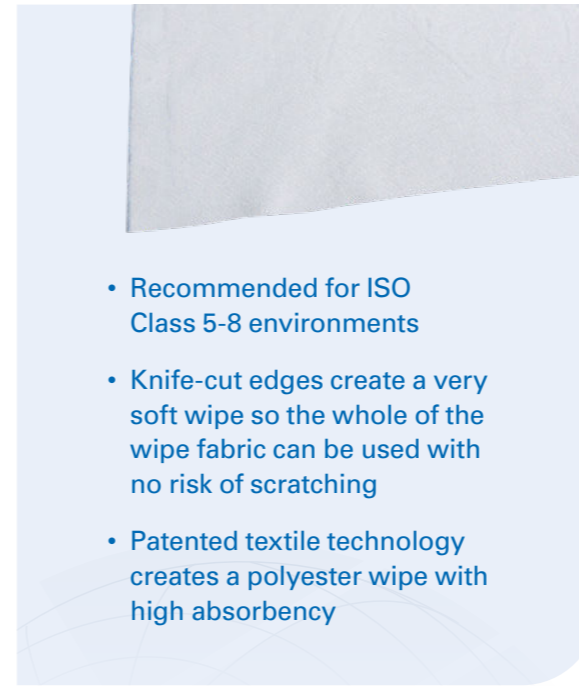 • Recommended for ISO
Class 5-8 environments
• Knife-cut edges create a very
soft wipe so the whole of the
wipe fabric can be used with
no risk of scratching
• Patented textile technology
creates a polyester wipe with
high absorbency